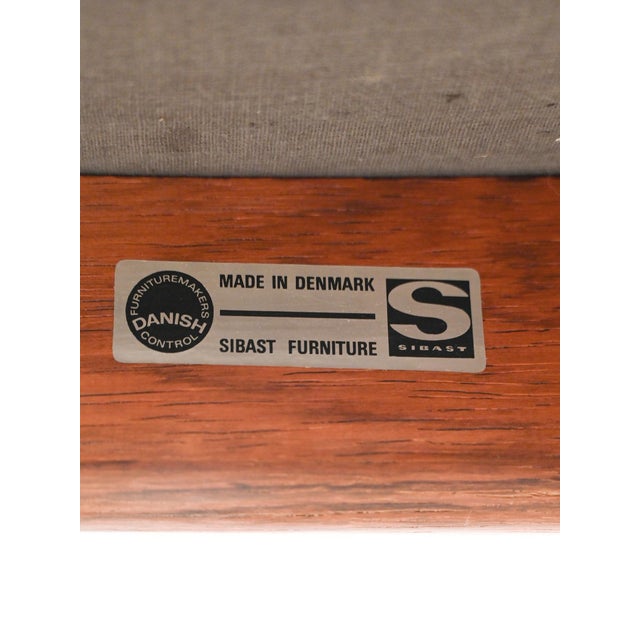 FURNITUREMAKERS
DANISH
CONTROL
MADE IN DENMARK
SIBAST FURNITURE
S
SIBAST